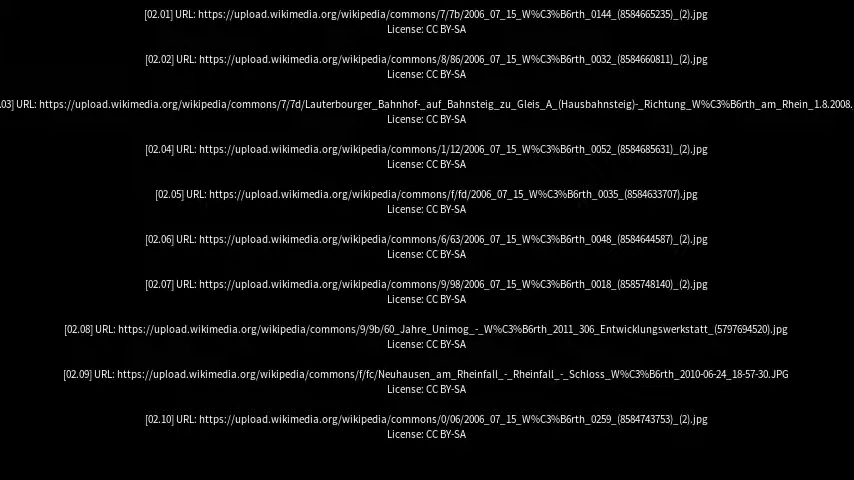 [02.01] URL: https://upload.wikimedia.org/wikipedia/commons/7/7b/2006_07_15_W%C3%B6rth_0144_(8584665235)_(2).jpg
License: CC BY-SA
[02.02] URL: https://upload.wikimedia.org/wikipedia/commons/8/86/2006_07_15_W%C3%B6rth_0032_(8584660811)_(2).jpg
License: CC BY-SA
.03] URL: https://upload.wikimedia.org/wikipedia/commons/7/7d/Lauterbourger_Bahnhof-_auf_Bahnsteig_zu_Gleis_A_(Hausbahnsteig)-_Richtung_W%C3%B6rth_am_Rhein_1.8.2008.
License: CC BY-SA
[02.04] URL: https://upload.wikimedia.org/wikipedia/commons/1/12/2006_07_15_W%C3%B6rth_0052_(8584685631)_(2).jpg
License: CC BY-SA
[02.05] URL: https://upload.wikimedia.org/wikipedia/commons/f/fd/2006_07_15_W%C3%B6rth_0035_(8584633707).jpg
License: CC BY-SA
[02.06] URL: https://upload.wikimedia.org/wikipedia/commons/6/63/2006_07_15_W%C3%B6rth_0048_(8584644587)_(2).jpg
License: CC BY-SA
[02.07] URL: https://upload.wikimedia.org/wikipedia/commons/9/98/2006_07_15_W%C3%B6rth_0018_(8585748140)_(2).jpg
License: CC BY-SA
[02.08] URL: https://upload.wikimedia.org/wikipedia/commons/9/9b/60_Jahre_Unimog_-_W%C3%B6rth_2011_306_Entwicklungswerkstatt_(5797694520).jpg
License: CC BY-SA
[02.09] URL: https://upload.wikimedia.org/wikipedia/commons/f/fc/Neuhausen_am_Rheinfall_-_Rheinfall_-_Schloss_W%C3%B6rth_2010-06-24_18-57-30.JPG
License: CC BY-SA
[02.10] URL: https://upload.wikimedia.org/wikipedia/commons/0/06/2006_07_15_W%C3%B6rth_0259_(8584743753)_(2).jpg
License: CC BY-SA